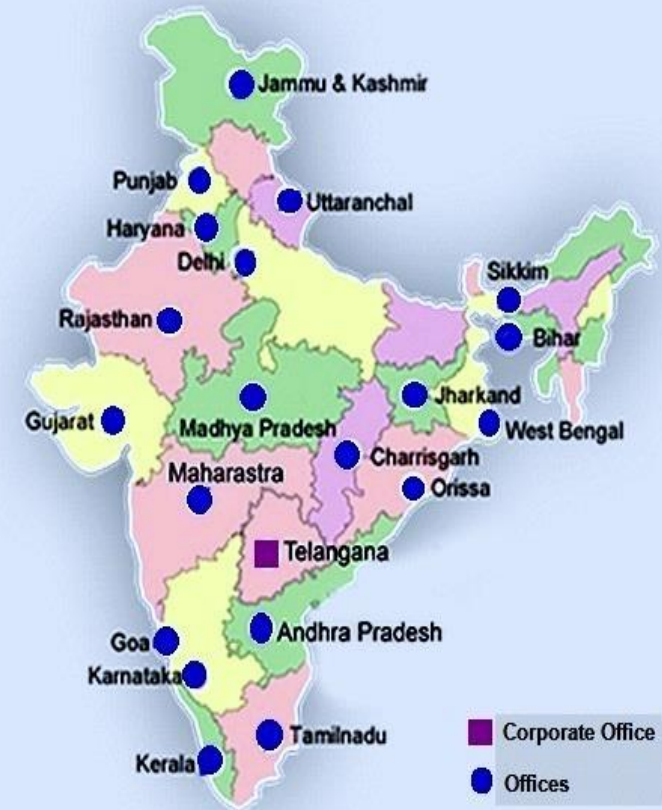 Jammu & Kashmir
Punjab
Uttaranchal
Haryana
Delhi
Sikkim
Rajasthan
Bihar
Jharkand
Gujarat
Madhya Pradesh
West Bengal
Charrisgarh
Maharastra
Orissa
Telangana
Andhra Pradesh
Goa
Karnataka
Tamilnadu
Kerala
Corporate Office
Offices